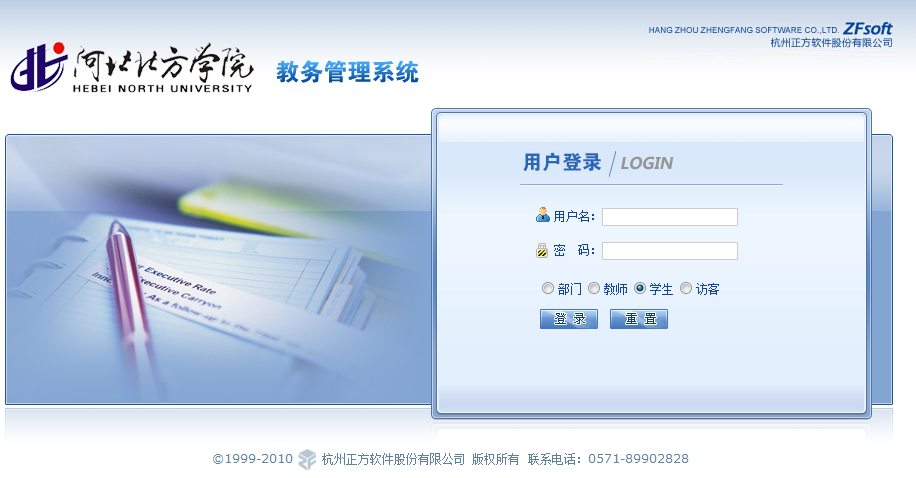 HANG ZHOU ZHENGFANG SOFTWARE CO.,LTD. ZFsoft
杭州正方软件股份有限公司
河北北方学院
HEBEI NORTH UNIVERSITY
教务管理系统
用户登录 / LOGIN
用户名：
密 码：
部门 教师 学生 访客
登 录 重 置
Executive Rate
Executive Carryon
As a follow-up to the
©1999-2010 杭州正方软件股份有限公司 版权所有 联系电话：0571-89902828